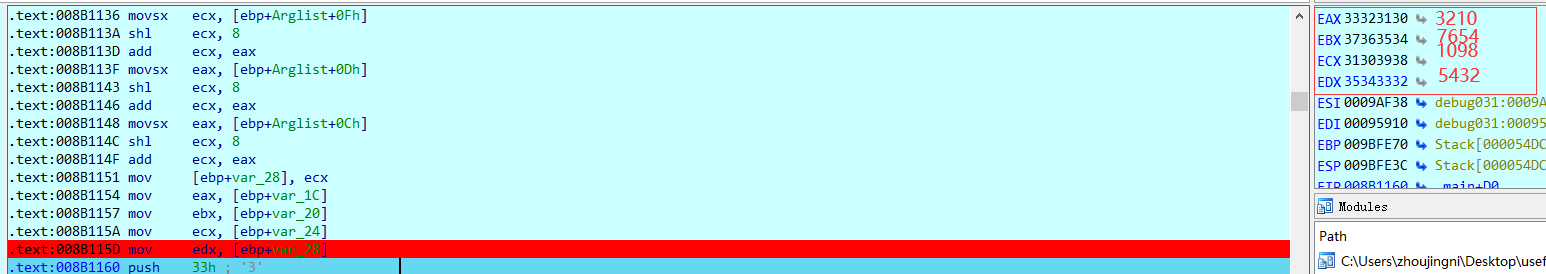 .text:008B1136 movsx ecx, [ebp+Arglist+0Fh]
.text:008B113A shl ecx, 8
.text:008B113D add ecx, eax
.text:008B113F movsx eax, [ebp+Arglist+0Dh]
.text:008B1143 shl ecx, 8
.text:008B1146 add ecx, eax
.text:008B1148 movsx eax, [ebp+Arglist+0Ch]
.text:008B114C shl ecx, 8
.text:008B114F add ecx, eax
.text:008B1151 mov [ebp+var_28], ecx
.text:008B1154 mov eax, [ebp+var_1C]
.text:008B1157 mov ebx, [ebp+var_20]
.text:008B115A mov ecx, [ebp+var_24]
.text:008B115D mov edx, [ebp+var_28]
.text:008B1160 push 33h ; '3'
EAX 33323130 3210
EBX 37363534 7654
ECX 31303938 1098
EDX 35343332 5432
ESI 0009AF38 debug031:0009A
EDI 00095910 debug031:00095
EBP 009BFE70 Stack[000054DC
ESP 009BFE3C Stack[000054DC
EIP 008B1160 _main+D0
Modules
Path
C:\Users\zhoujingni\Desktop\usef